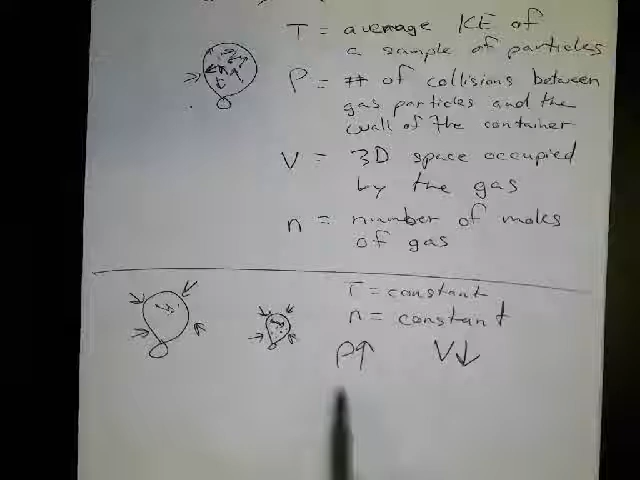 T = average KE of
a sample of particles
P = # of collisions between
gas particles and the
wall of the container
V = 3D space occupied
by the gas
n = number of moles
of gas
T = constant
n = constant
P↑ V↓